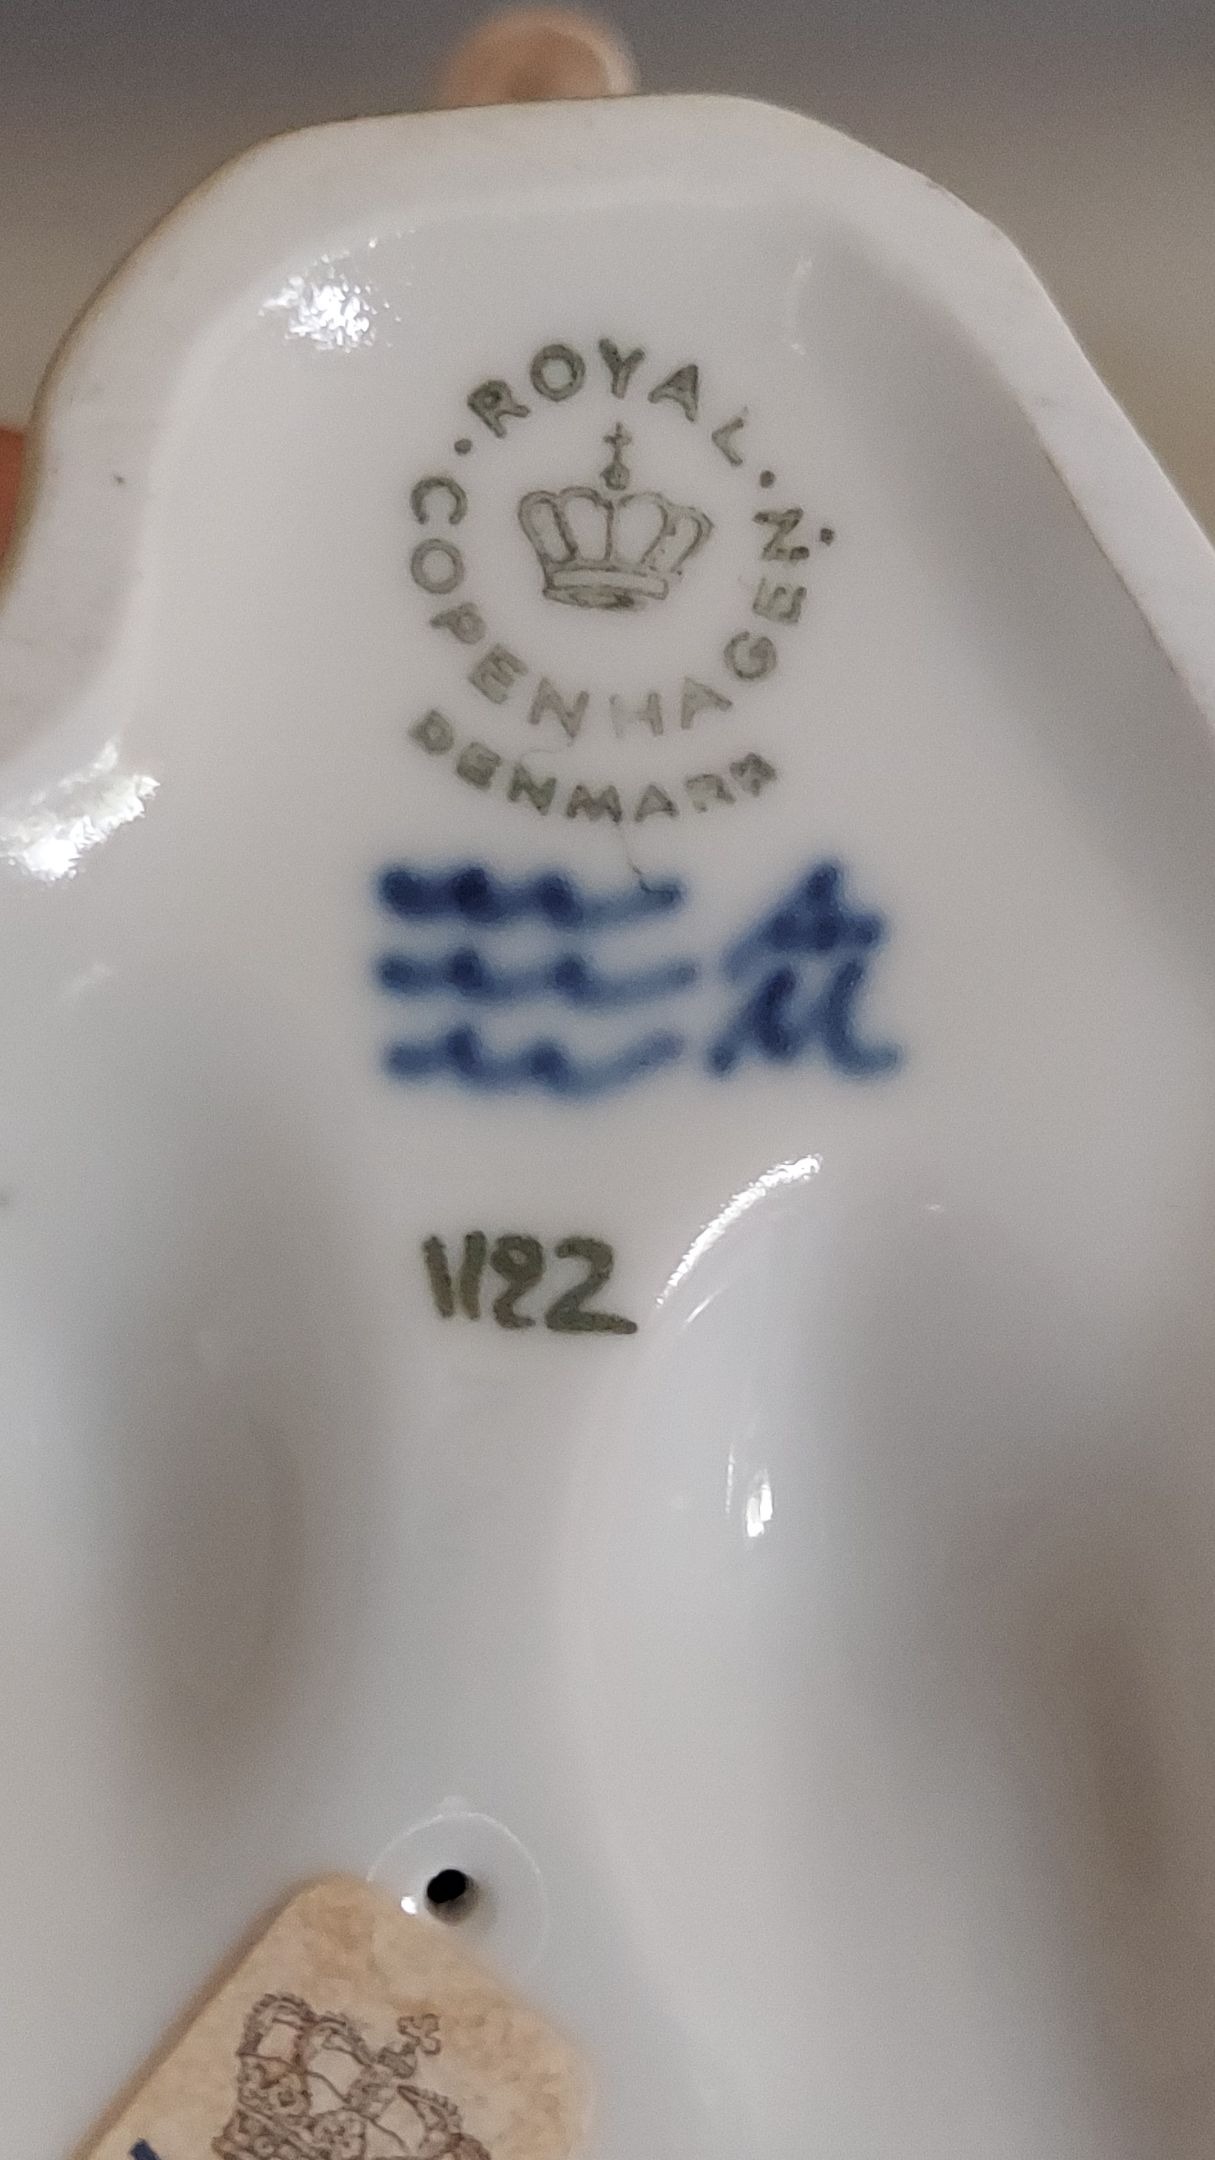 ROYAL
COPENHAGEN
DENMARK
1122